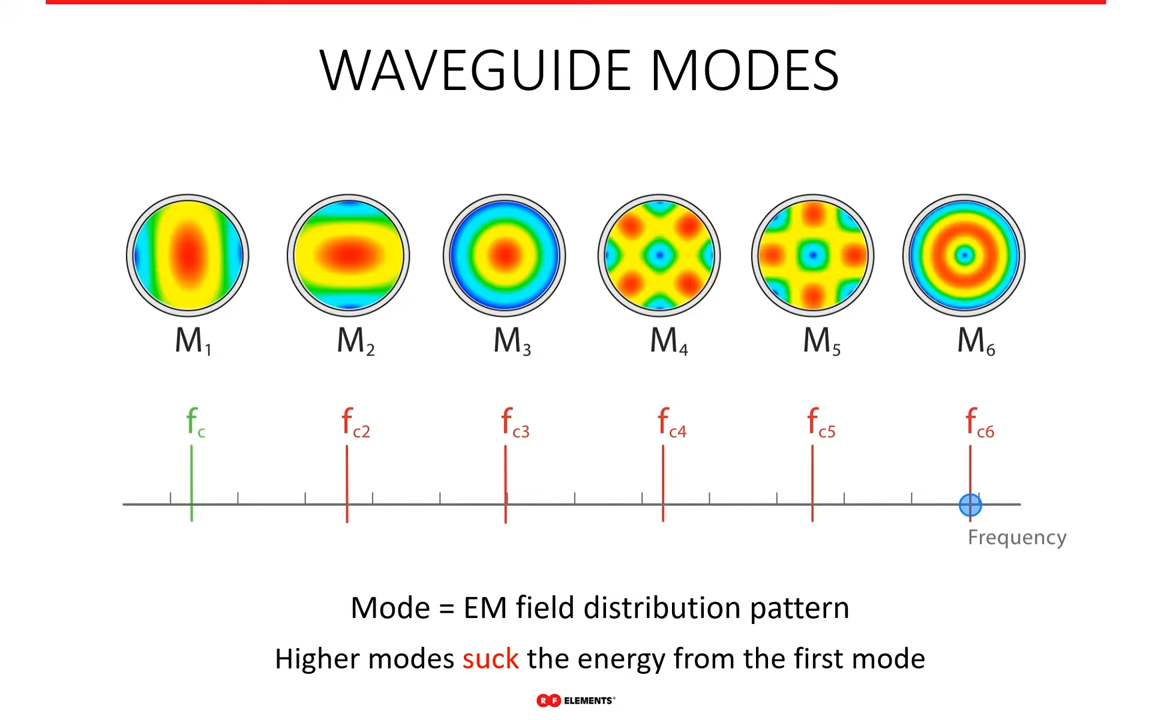 WAVEGUIDE MODES
M1 M2 M3 M4 M5 M6
fc fc2 fc3 fc4 fc5 fc6
Frequency
Mode = EM field distribution pattern
Higher modes suck the energy from the first mode
RF ELEMENTS